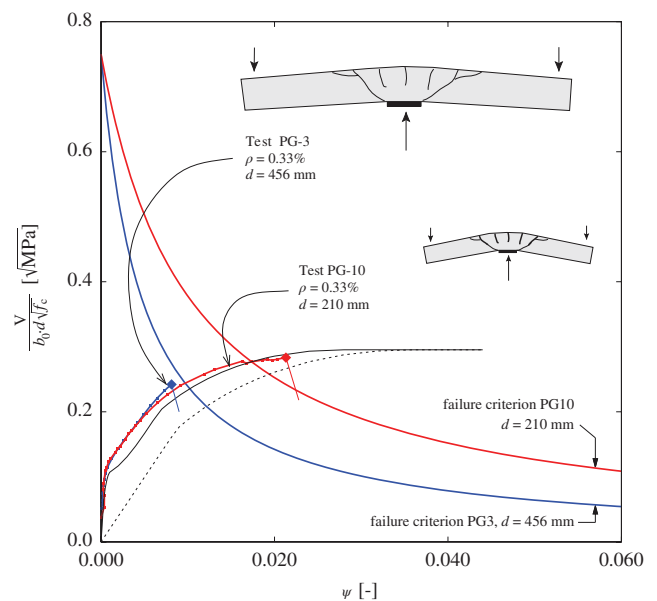 0.8
0.6
0.4
0.2
0.0
V
b₀·d√f_c
[√MPa]
Test PG-3
ρ = 0.33%
d = 456 mm
Test PG-10
ρ = 0.33%
d = 210 mm
failure criterion PG10
d = 210 mm
failure criterion PG3, d = 456 mm
0.000
0.020
0.040
0.060
ψ [-]